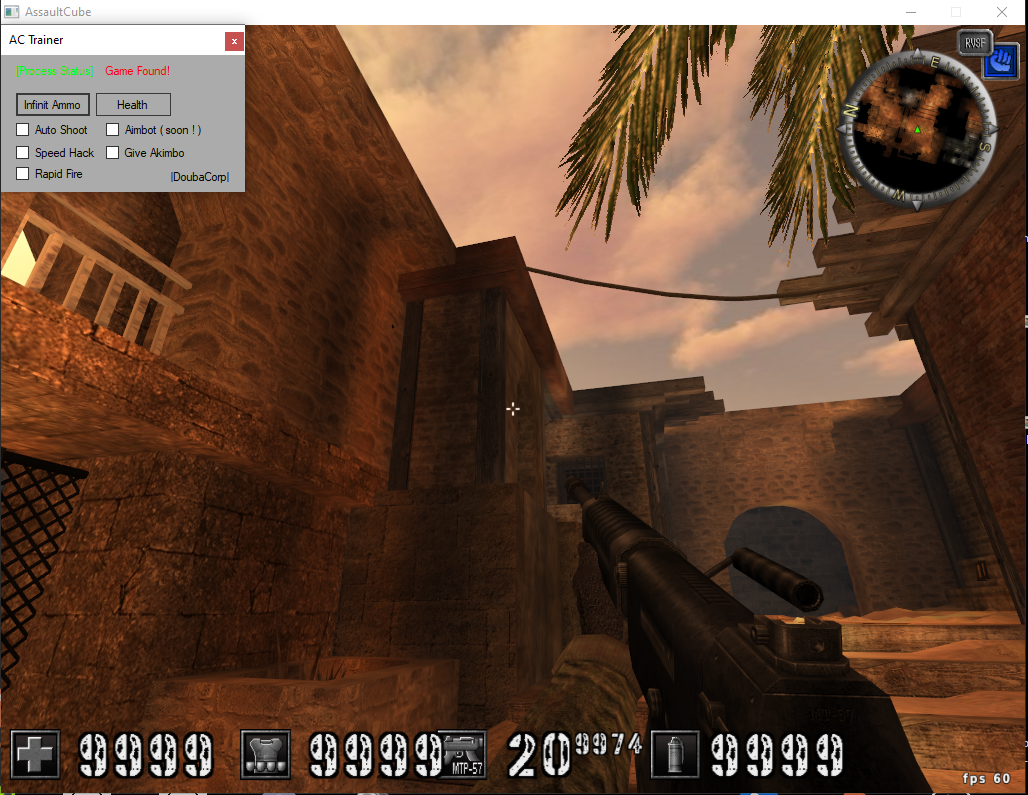 AssaultCube
AC Trainer
x
[Process Status] Game Found!
Infinit Ammo Health
Auto Shoot Aimbot ( soon ! )
Speed Hack Give Akimbo
Rapid Fire |DoubaCorp|
RVSF
E
N
S
W
9999 9999 MTP-57 20 9974 9999
fps 60